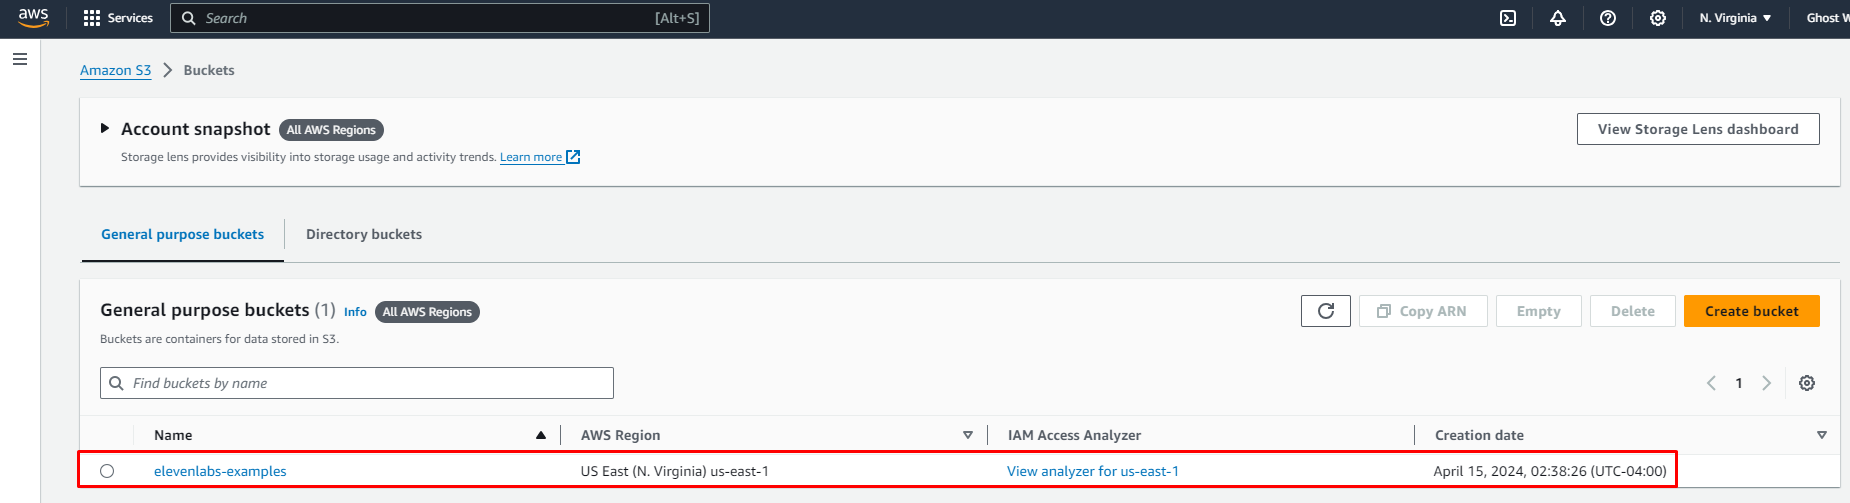 aws Services Search [Alt+S] N. Virginia Ghost W
Amazon S3 Buckets
Account snapshot All AWS Regions View Storage Lens dashboard
Storage lens provides visibility into storage usage and activity trends. Learn more
General purpose buckets Directory buckets
General purpose buckets (1) Info All AWS Regions Copy ARN Empty Delete Create bucket
Buckets are containers for data stored in S3.
Find buckets by name 1
Name AWS Region IAM Access Analyzer Creation date
elevenlabs-examples US East (N. Virginia) us-east-1 View analyzer for us-east-1 April 15, 2024, 02:38:26 (UTC-04:00)